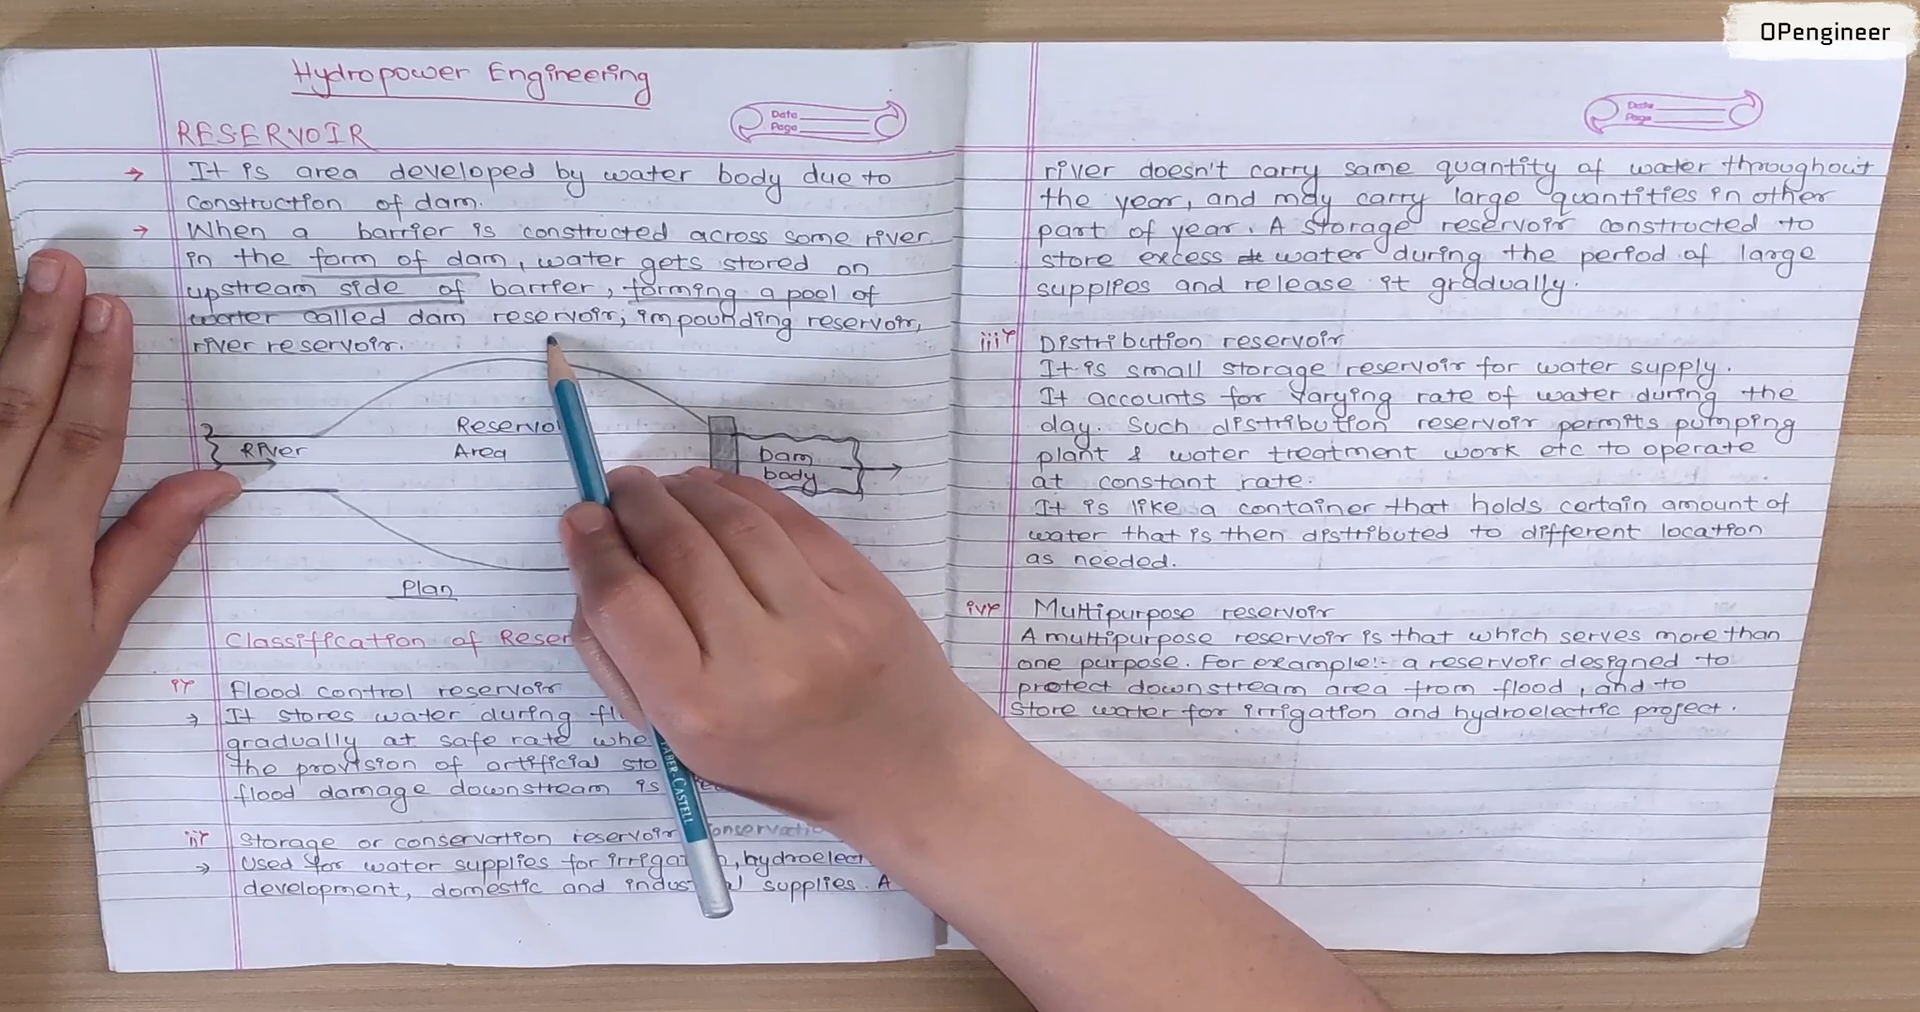 OPengineer
Hydropower Engineering
Date
Page
RESERVOIR
→ It is area developed by water body due to
construction of dam.
→ When a barrier is constructed across some river
in the form of dam, water gets stored on
upstream side of barrier, forming a pool of
water called dam reservoir, impounding reservoir,
river reservoir.
River
Reservo
Area
Dam
body
Plan
Classification of Reser
i) Flood control reservoir
→ It stores water during fl
gradually at safe rate whe
the provision of artificial sto
flood damage downstream is
ii) Storage or conservation reservoir Conservatio
→ Used for water supplies for irrigat , hydroelect
development, domestic and indus l supplies. A
Date
Page
river doesn't carry same quantity of water throughout
the year, and may carry large quantities in other
part of year. A storage reservoir constructed to
store excess water during the period of large
supplies and release it gradually.
iii) Distribution reservoir
It is small storage reservoir for water supply.
It accounts for varying rate of water during the
day. Such distribution reservoir permits pumping
plant & water treatment work etc to operate
at constant rate.
It is like a container that holds certain amount of
water that is then distributed to different location
as needed.
iv) Multipurpose reservoir
A multipurpose reservoir is that which serves more than
one purpose. For example:- a reservoir designed to
protect downstream area from flood, and to
store water for irrigation and hydroelectric project.
FABER-CASTELL